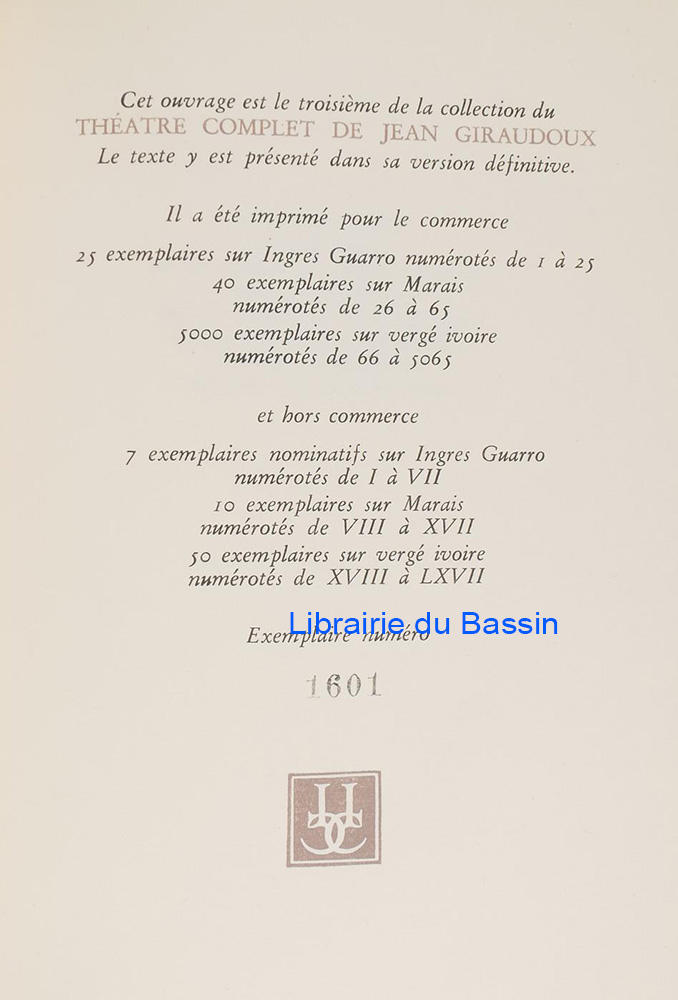 Cet ouvrage est le troisième de la collection du
THÉATRE COMPLET DE JEAN GIRAUDOUX
Le texte y est présenté dans sa version définitive.
Il a été imprimé pour le commerce
25 exemplaires sur Ingres Guarro numérotés de 1 à 25
40 exemplaires sur Marais
numérotés de 26 à 65
5000 exemplaires sur vergé ivoire
numérotés de 66 à 5065
et hors commerce
7 exemplaires nominatifs sur Ingres Guarro
numérotés de I à VII
10 exemplaires sur Marais
numérotés de VIII à XVII
50 exemplaires sur vergé ivoire
numérotés de XVIII à LXVII
Librairie du Bassin
Exemplaire numéro
1601